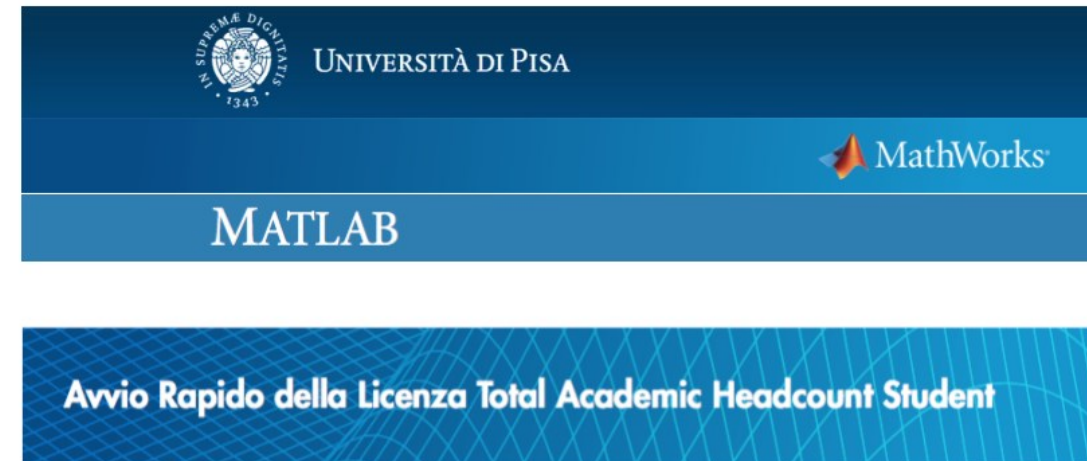 IN SUPREMÆ DIGNITATIS
· 1343 ·
UNIVERSITÀ DI PISA
MathWorks®
MATLAB
Avvio Rapido della Licenza Total Academic Headcount Student